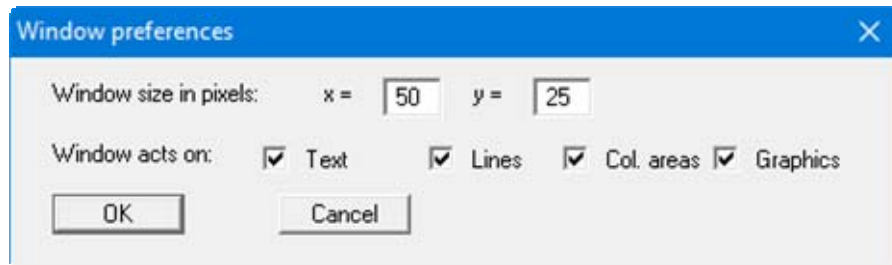 Window preferences
Window size in pixels: x = 50 y = 25
Window acts on: Text Lines Col. areas Graphics
OK Cancel